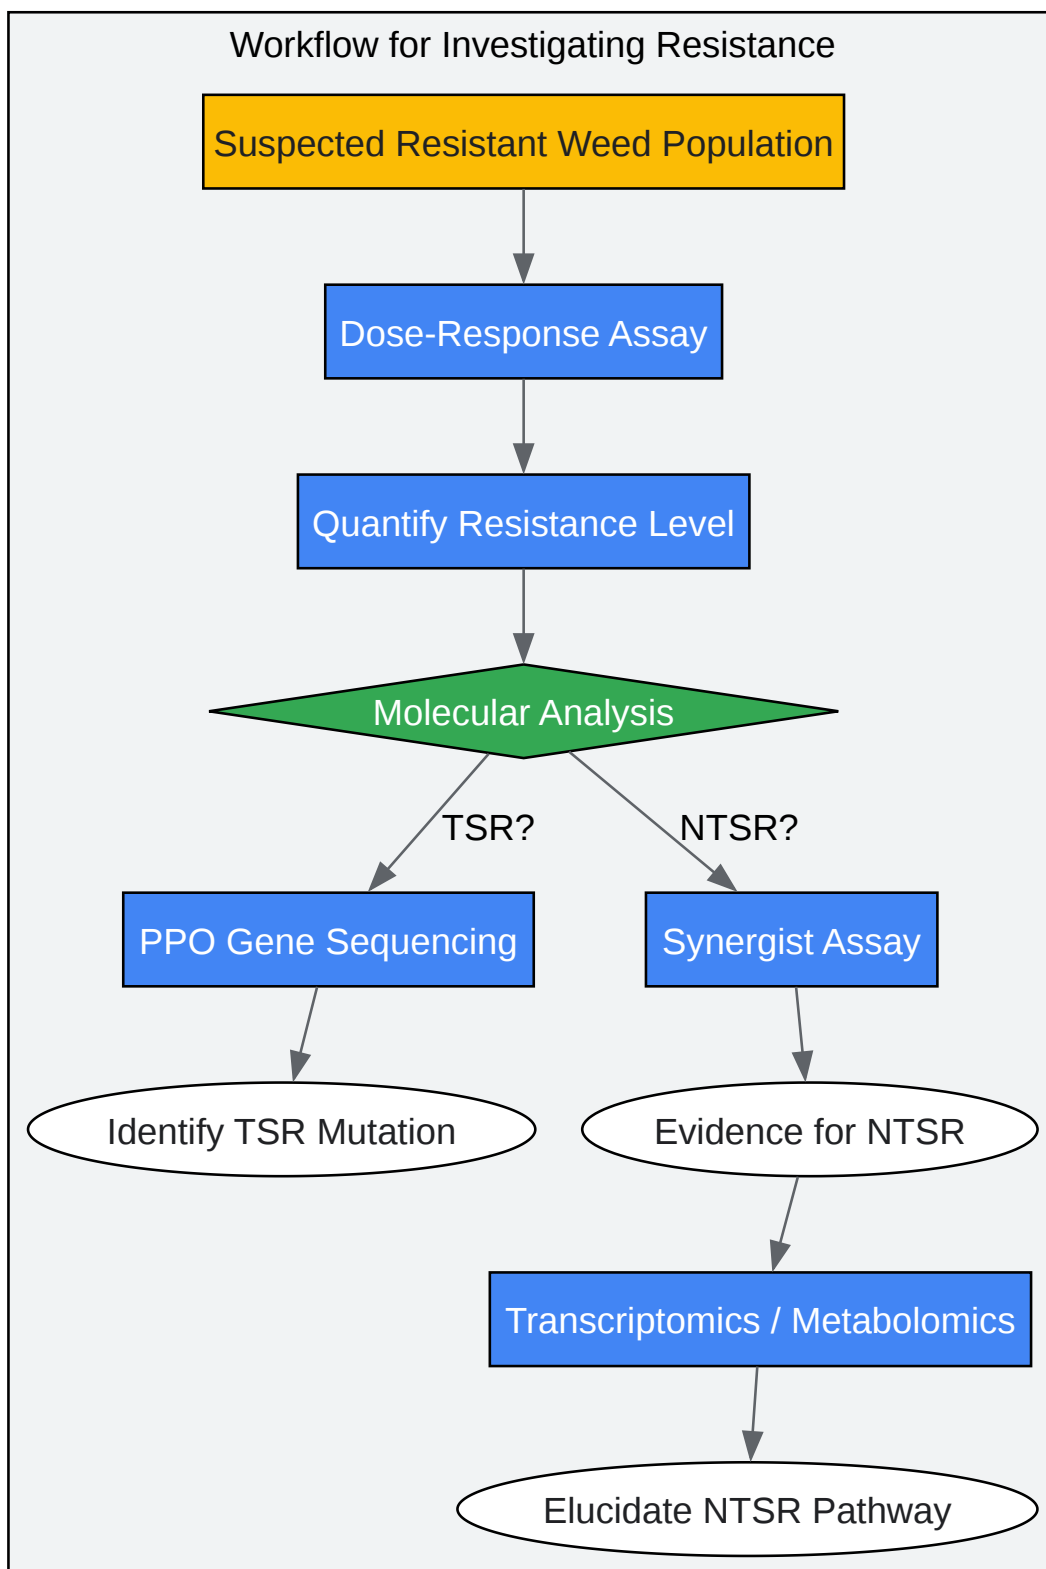 Workflow for Investigating Resistance
Suspected Resistant Weed Population
Dose-Response Assay
Quantify Resistance Level
Molecular Analysis
TSR?
NTSR?
PPO Gene Sequencing
Synergist Assay
Identify TSR Mutation
Evidence for NTSR
Transcriptomics / Metabolomics
Elucidate NTSR Pathway